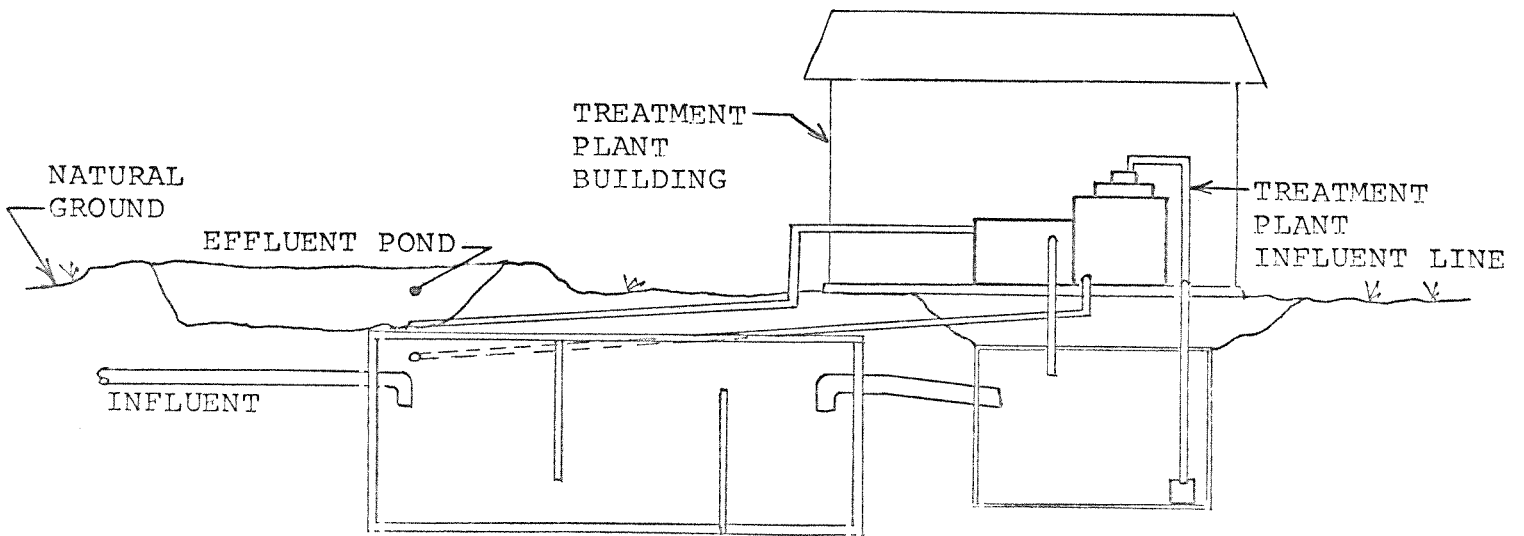 TREATMENT
PLANT
BUILDING
NATURAL
GROUND
EFFLUENT POND
TREATMENT
PLANT
INFLUENT LINE
INFLUENT